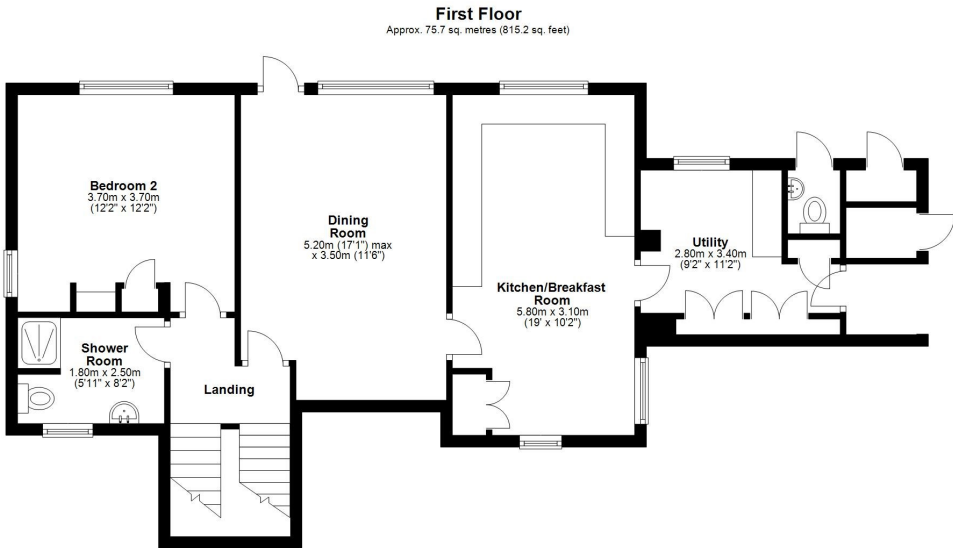 First Floor
Approx. 75.7 sq. metres (815.2 sq. feet)
Bedroom 2
3.70m x 3.70m
(12'2" x 12'2")
Dining
Room
5.20m (17'1") max
x 3.50m (11'6")
Kitchen/Breakfast
Room
5.80m x 3.10m
(19' x 10'2")
Utility
2.80m x 3.40m
(9'2" x 11'2")
Shower
Room
1.80m x 2.50m
(5'11" x 8'2")
Landing